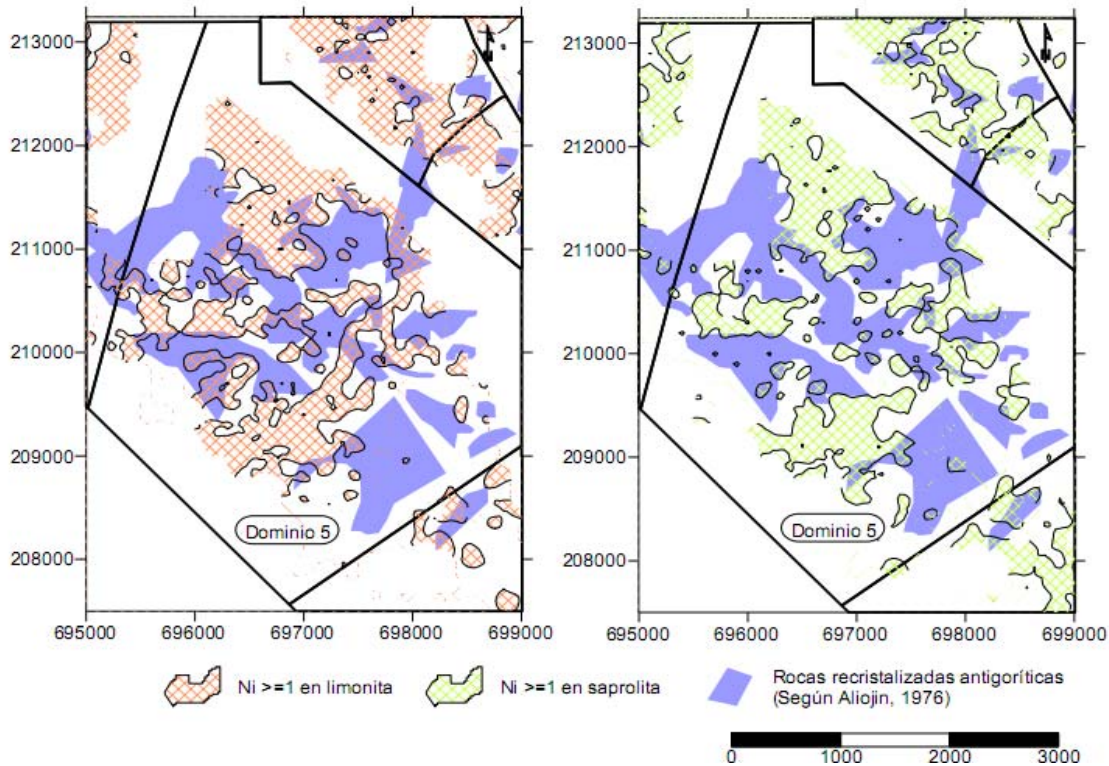 213000
212000
211000
210000
209000
208000
695000 696000 697000 698000 699000
Dominio 5
N
213000
212000
211000
210000
209000
208000
695000 696000 697000 698000 699000
Dominio 5
N
Ni >=1 en limonita
Ni >=1 en saprolita
Rocas recristalizadas antigoríticas
(Según Aliojin, 1976)
0 1000 2000 3000